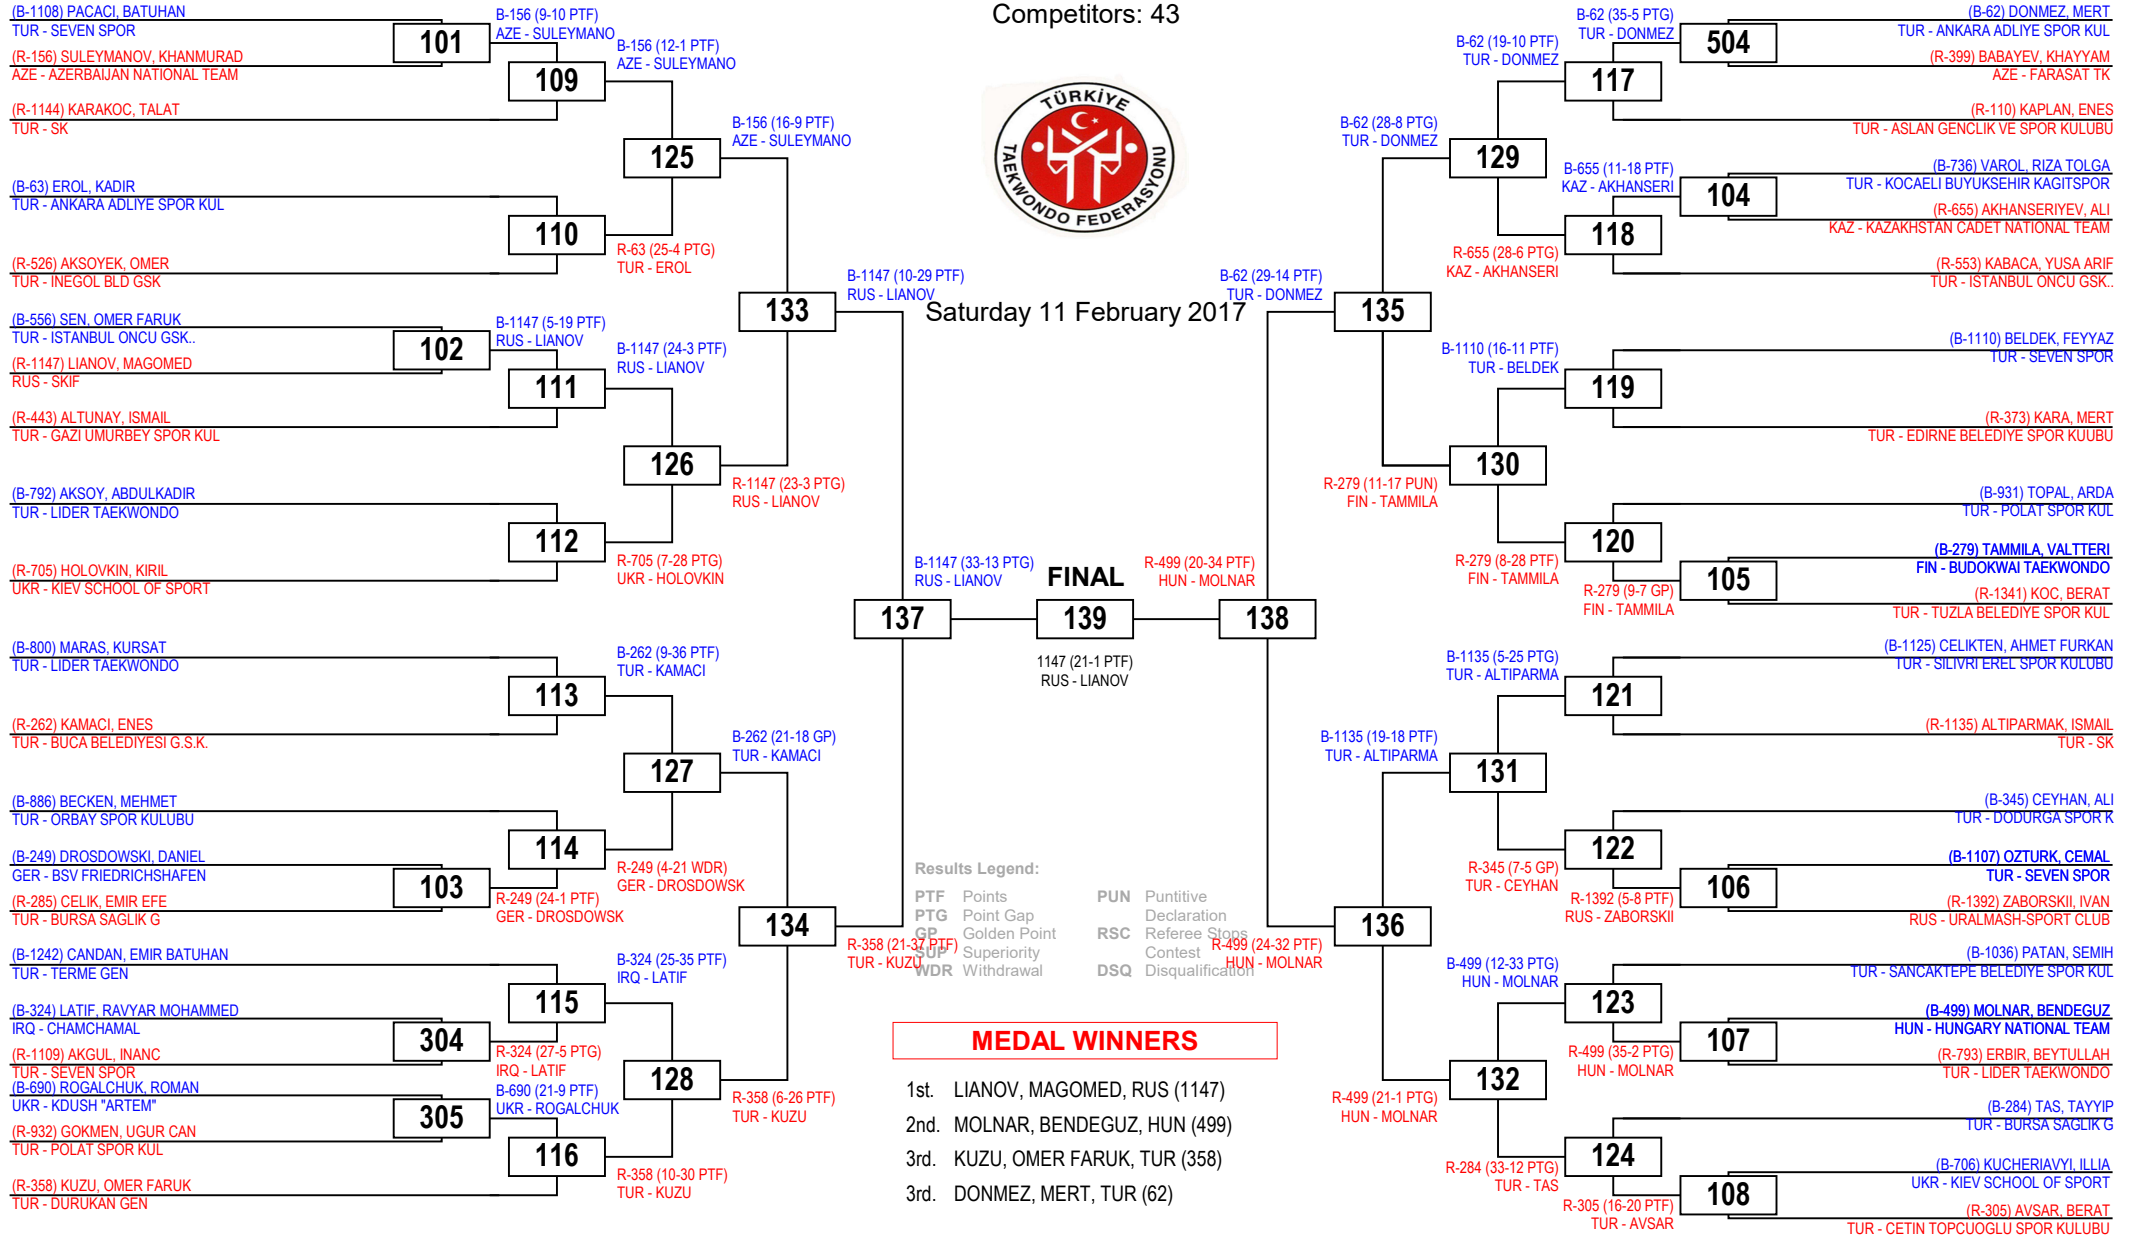 Competitors: 43
TÜRKİYE
TAEKWONDO FEDERASYONU
Saturday 11 February 2017
(B-1108) PACACI, BATUHAN
TUR - SEVEN SPOR
101
(R-156) SULEYMANOV, KHANMURAD
AZE - AZERBAIJAN NATIONAL TEAM
B-156 (9-10 PTF)
AZE - SULEYMANO
109
(R-1144) KARAKOC, TALAT
TUR - SK
B-156 (12-1 PTF)
AZE - SULEYMANO
125
(B-63) EROL, KADIR
TUR - ANKARA ADLIYE SPOR KUL
110
(R-526) AKSOYEK, OMER
TUR - INEGOL BLD GSK
R-63 (25-4 PTG)
TUR - EROL
B-156 (16-9 PTF)
AZE - SULEYMANO
133
(B-556) SEN, OMER FARUK
TUR - ISTANBUL ONCU GSK..
102
(R-1147) LIANOV, MAGOMED
RUS - SKIF
B-1147 (5-19 PTF)
RUS - LIANOV
111
(R-443) ALTUNAY, ISMAIL
TUR - GAZI UMURBEY SPOR KUL
B-1147 (24-3 PTF)
RUS - LIANOV
126
(B-792) AKSOY, ABDULKADIR
TUR - LIDER TAEKWONDO
112
(R-705) HOLOVKIN, KIRIL
UKR - KIEV SCHOOL OF SPORT
R-705 (7-28 PTG)
UKR - HOLOVKIN
R-1147 (23-3 PTG)
RUS - LIANOV
B-1147 (10-29 PTF)
RUS - LIANOV
137
(B-800) MARAS, KURSAT
TUR - LIDER TAEKWONDO
113
(R-262) KAMACI, ENES
TUR - BUCA BELEDIYESI G.S.K.
B-262 (9-36 PTF)
TUR - KAMACI
127
(B-886) BECKEN, MEHMET
TUR - ORBAY SPOR KULUBU
114
(B-249) DROSDOWSKI, DANIEL
GER - BSV FRIEDRICHSHAFEN
103
(R-285) CELIK, EMIR EFE
TUR - BURSA SAGLIK G
R-249 (24-1 PTF)
GER - DROSDOWSK
R-249 (4-21 WDR)
GER - DROSDOWSK
B-262 (21-18 GP)
TUR - KAMACI
134
(B-1242) CANDAN, EMIR BATUHAN
TUR - TERME GEN
115
(B-324) LATIF, RAVYAR MOHAMMED
IRQ - CHAMCHAMAL
304
(R-1109) AKGUL, INANC
TUR - SEVEN SPOR
R-324 (27-5 PTG)
IRQ - LATIF
B-324 (25-35 PTF)
IRQ - LATIF
128
(B-690) ROGALCHUK, ROMAN
UKR - KDUSH "ARTEM"
305
(R-932) GOKMEN, UGUR CAN
TUR - POLAT SPOR KUL
B-690 (21-9 PTF)
UKR - ROGALCHUK
116
(R-358) KUZU, OMER FARUK
TUR - DURUKAN GEN
R-358 (10-30 PTF)
TUR - KUZU
R-358 (6-26 PTF)
TUR - KUZU
R-358 (21-37 PTF)
TUR - KUZU
B-1147 (33-13 PTG)
RUS - LIANOV
FINAL
139
1147 (21-1 PTF)
RUS - LIANOV
R-499 (20-34 PTF)
HUN - MOLNAR
138
B-62 (29-14 PTF)
TUR - DONMEZ
135
B-62 (28-8 PTG)
TUR - DONMEZ
129
B-62 (19-10 PTF)
TUR - DONMEZ
117
B-62 (35-5 PTG)
TUR - DONMEZ
504
(B-62) DONMEZ, MERT
TUR - ANKARA ADLIYE SPOR KUL
(R-399) BABAYEV, KHAYYAM
AZE - FARASAT TK
(R-110) KAPLAN, ENES
TUR - ASLAN GENCLIK VE SPOR KULUBU
B-655 (11-18 PTF)
KAZ - AKHANSERI
104
(B-736) VAROL, RIZA TOLGA
TUR - KOCAELI BUYUKSEHIR KAGITSPOR
(R-655) AKHANSERIYEV, ALI
KAZ - KAZAKHSTAN CADET NATIONAL TEAM
R-655 (28-6 PTG)
KAZ - AKHANSERI
118
(R-553) KABACA, YUSA ARIF
TUR - ISTANBUL ONCU GSK..
B-1110 (16-11 PTF)
TUR - BELDEK
119
(B-1110) BELDEK, FEYYAZ
TUR - SEVEN SPOR
(R-373) KARA, MERT
TUR - EDIRNE BELEDIYE SPOR KUUBU
R-279 (11-17 PUN)
FIN - TAMMILA
130
R-279 (8-28 PTF)
FIN - TAMMILA
120
(B-931) TOPAL, ARDA
TUR - POLAT SPOR KUL
R-279 (9-7 GP)
FIN - TAMMILA
105
(B-279) TAMMILA, VALTTERI
FIN - BUDOKWAI TAEKWONDO
(R-1341) KOC, BERAT
TUR - TUZLA BELEDIYE SPOR KUL
B-1135 (5-25 PTG)
TUR - ALTIPARMA
121
(B-1125) CELIKTEN, AHMET FURKAN
TUR - SILIVRI EREL SPOR KULUBU
(R-1135) ALTIPARMAK, ISMAIL
TUR - SK
B-1135 (19-18 PTF)
TUR - ALTIPARMA
131
R-345 (7-5 GP)
TUR - CEYHAN
122
(B-345) CEYHAN, ALI
TUR - DODURGA SPOR K
R-1392 (5-8 PTF)
RUS - ZABORSKII
106
(B-1107) OZTURK, CEMAL
TUR - SEVEN SPOR
(R-1392) ZABORSKII, IVAN
RUS - URALMASH-SPORT CLUB
R-499 (24-32 PTF)
HUN - MOLNAR
136
B-499 (12-33 PTG)
HUN - MOLNAR
123
(B-1036) PATAN, SEMIH
TUR - SANCAKTEPE BELEDIYE SPOR KUL
R-499 (35-2 PTG)
HUN - MOLNAR
107
(B-499) MOLNAR, BENDEGUZ
HUN - HUNGARY NATIONAL TEAM
(R-793) ERBIR, BEYTULLAH
TUR - LIDER TAEKWONDO
R-499 (21-1 PTG)
HUN - MOLNAR
132
R-284 (33-12 PTG)
TUR - TAS
124
(B-284) TAS, TAYYIP
TUR - BURSA SAGLIK G
R-305 (16-20 PTF)
TUR - AVSAR
108
(B-706) KUCHERIAVYI, ILLIA
UKR - KIEV SCHOOL OF SPORT
(R-305) AVSAR, BERAT
TUR - CETIN TOPCUOGLU SPOR KULUBU
Results Legend:
PTF Points
PTG Point Gap
GP Golden Point
SUP Superiority
WDR Withdrawal
PUN Puntitive
Declaration
RSC Referee Stops
Contest
DSQ Disqualification
MEDAL WINNERS
1st. LIANOV, MAGOMED, RUS (1147)
2nd. MOLNAR, BENDEGUZ, HUN (499)
3rd. KUZU, OMER FARUK, TUR (358)
3rd. DONMEZ, MERT, TUR (62)